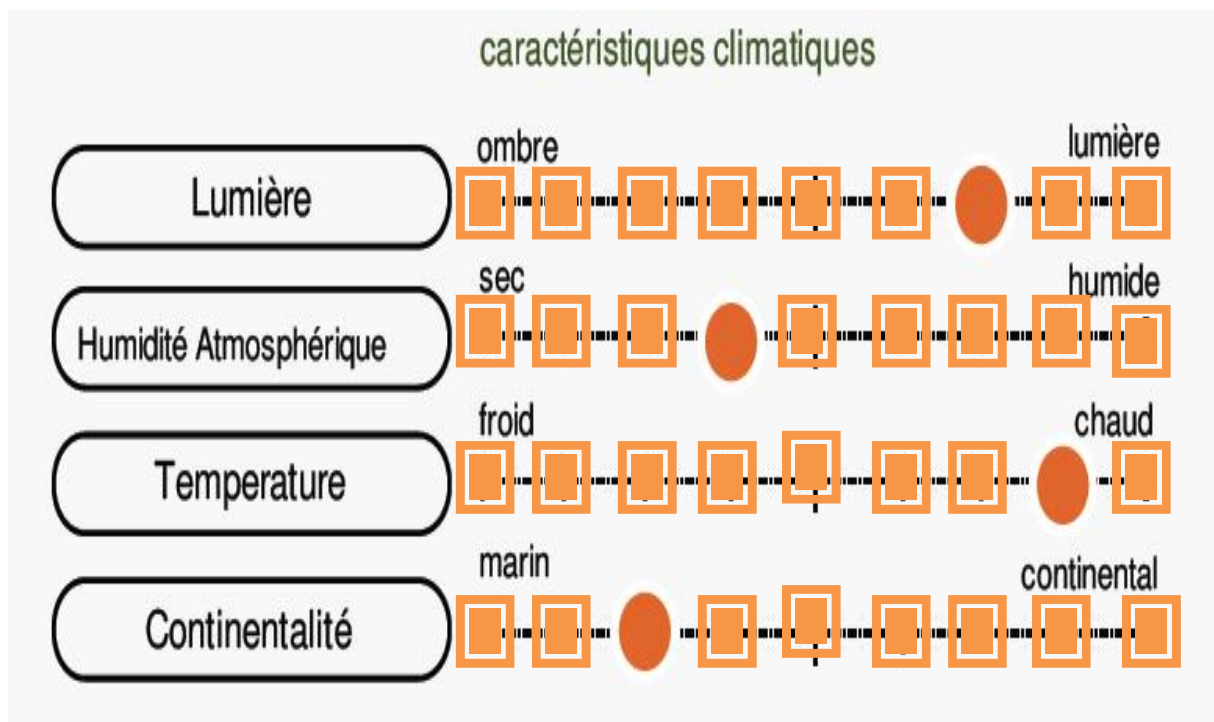 caractéristiques climatiques
ombre
lumière
Lumière
sec
humide
Humidité Atmosphérique
froid
chaud
Temperature
marin
continental
Continentalité